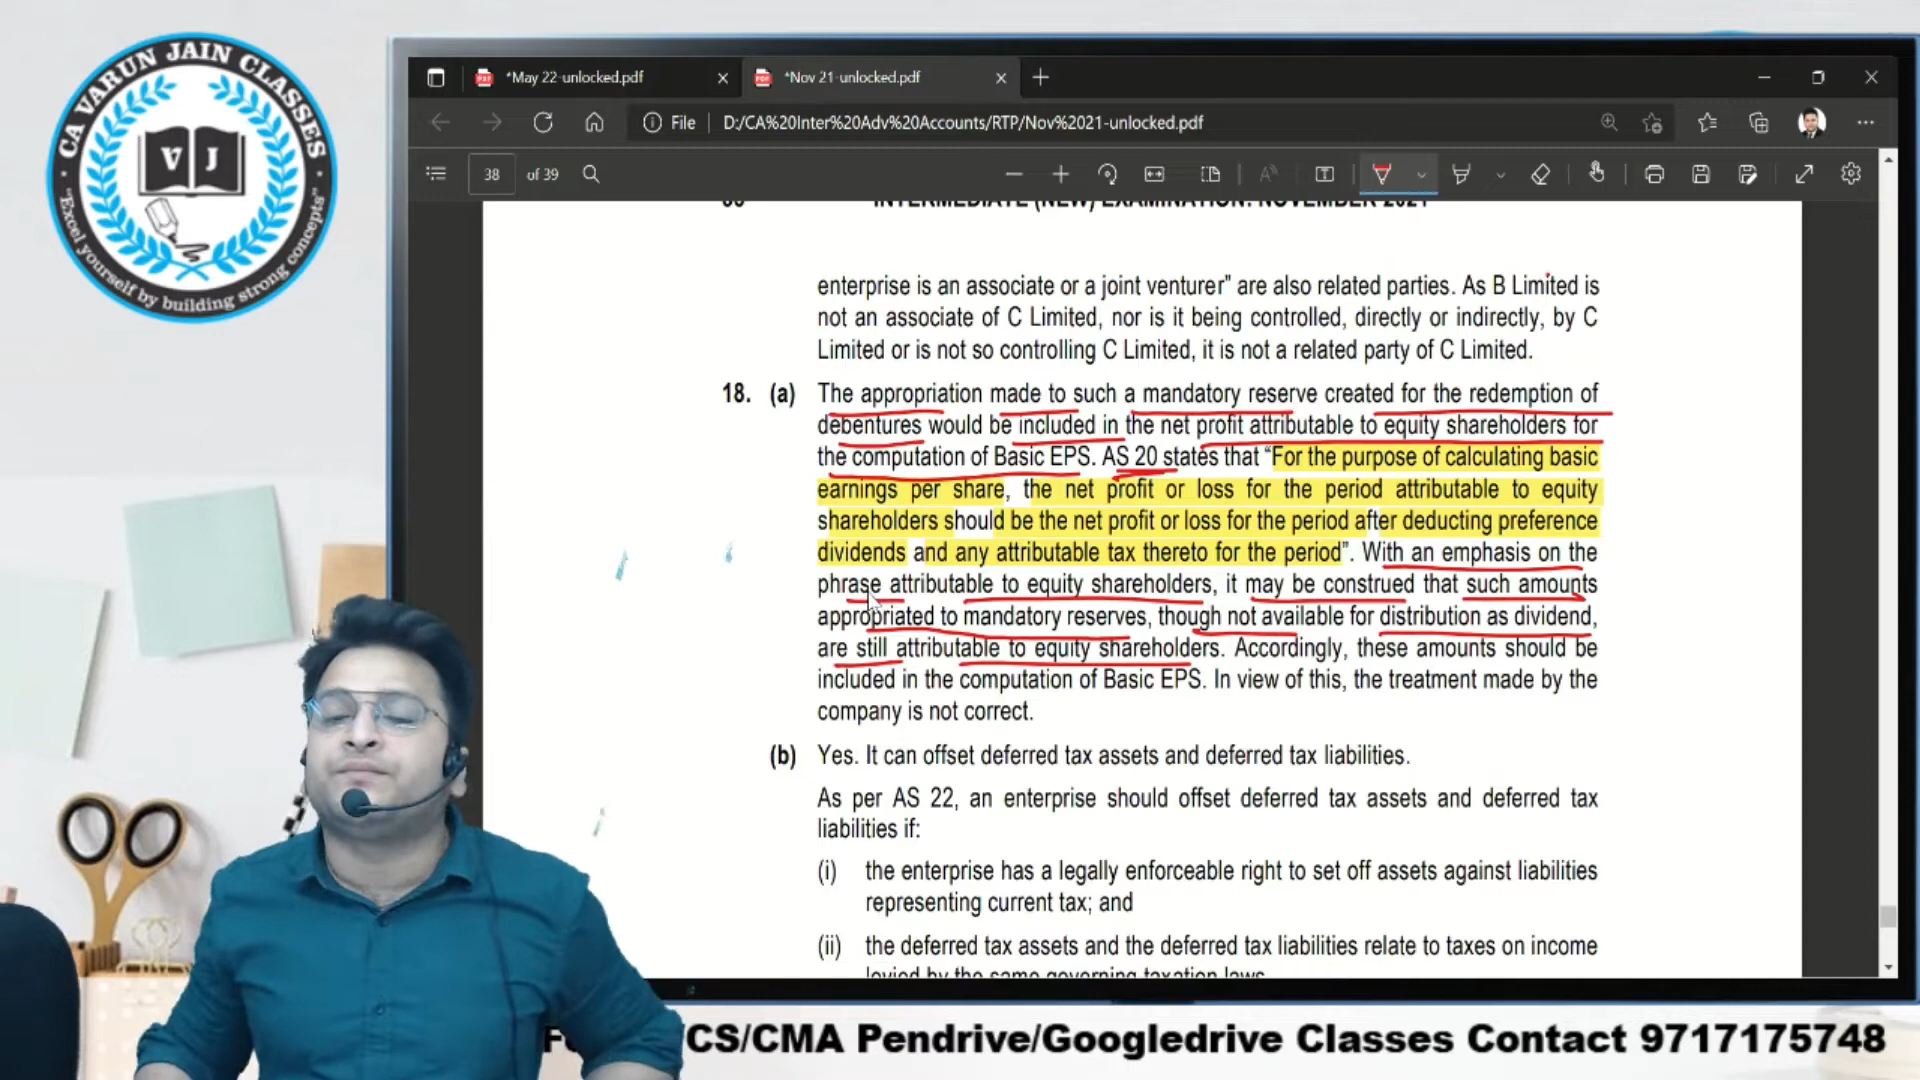 CA VARUN JAIN CLASSES
VJ
"Excel yourself by building strong concepts"
*May 22-unlocked.pdf
*Nov 21-unlocked.pdf
File
D:/CA%20Inter%20Adv%20Accounts/RTP/Nov%2021-unlocked.pdf
38 of 39
INTERMEDIATE (NEW) EXAMINATION: NOVEMBER 2021
enterprise is an associate or a joint venturer” are also related parties. As B Limited is
not an associate of C Limited, nor is it being controlled, directly or indirectly, by C
Limited or is not so controlling C Limited, it is not a related party of C Limited.
18. (a) The appropriation made to such a mandatory reserve created for the redemption of
debentures would be included in the net profit attributable to equity shareholders for
the computation of Basic EPS. AS 20 states that “For the purpose of calculating basic
earnings per share, the net profit or loss for the period attributable to equity
shareholders should be the net profit or loss for the period after deducting preference
dividends and any attributable tax thereto for the period”. With an emphasis on the
phrase attributable to equity shareholders, it may be construed that such amounts
appropriated to mandatory reserves, though not available for distribution as dividend,
are still attributable to equity shareholders. Accordingly, these amounts should be
included in the computation of Basic EPS. In view of this, the treatment made by the
company is not correct.
(b) Yes. It can offset deferred tax assets and deferred tax liabilities.
As per AS 22, an enterprise should offset deferred tax assets and deferred tax
liabilities if:
(i) the enterprise has a legally enforceable right to set off assets against liabilities
representing current tax; and
(ii) the deferred tax assets and the deferred tax liabilities relate to taxes on income
levied by the same governing taxation laws.
/CS/CMA Pendrive/Googledrive Classes Contact 9717175748